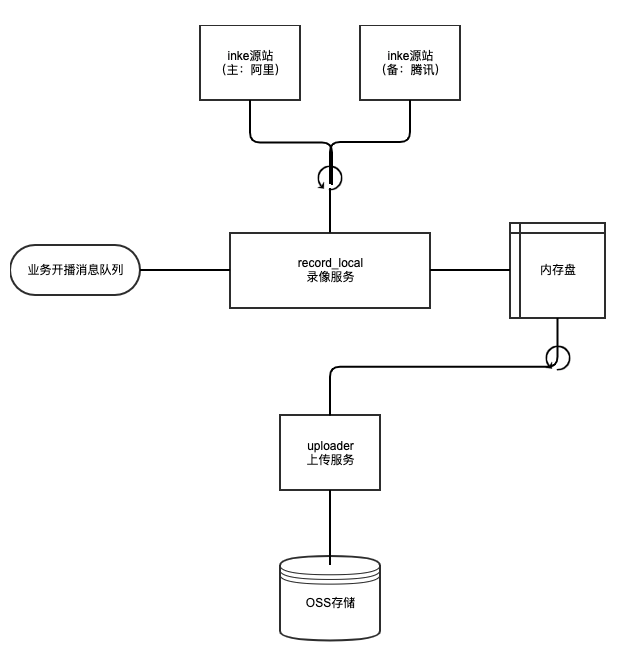 inke源站
（主：阿里）
inke源站
（备：腾讯）
业务开播消息队列
record_local
录像服务
内存盘
uploader
上传服务
OSS存储